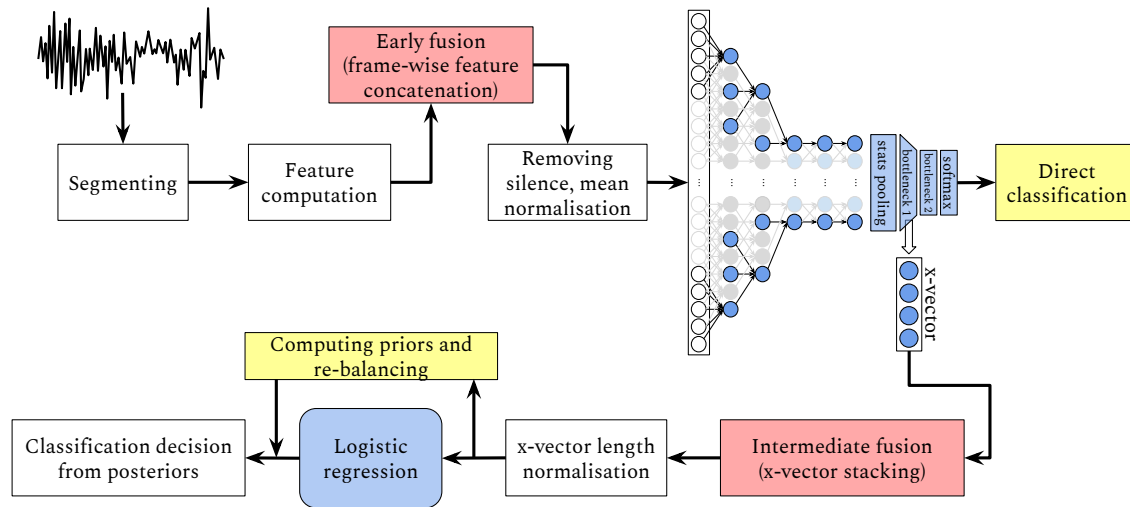 Early fusion
(frame-wise feature
concatenation)
Segmenting
Feature
computation
Removing
silence, mean
normalisation
...
...
...
...
...
...
stats pooling
bottleneck 1
bottleneck 2
softmax
Direct
classification
x-vector
Computing priors and
re-balancing
Classification decision
from posteriors
Logistic
regression
x-vector length
normalisation
Intermediate fusion
(x-vector stacking)